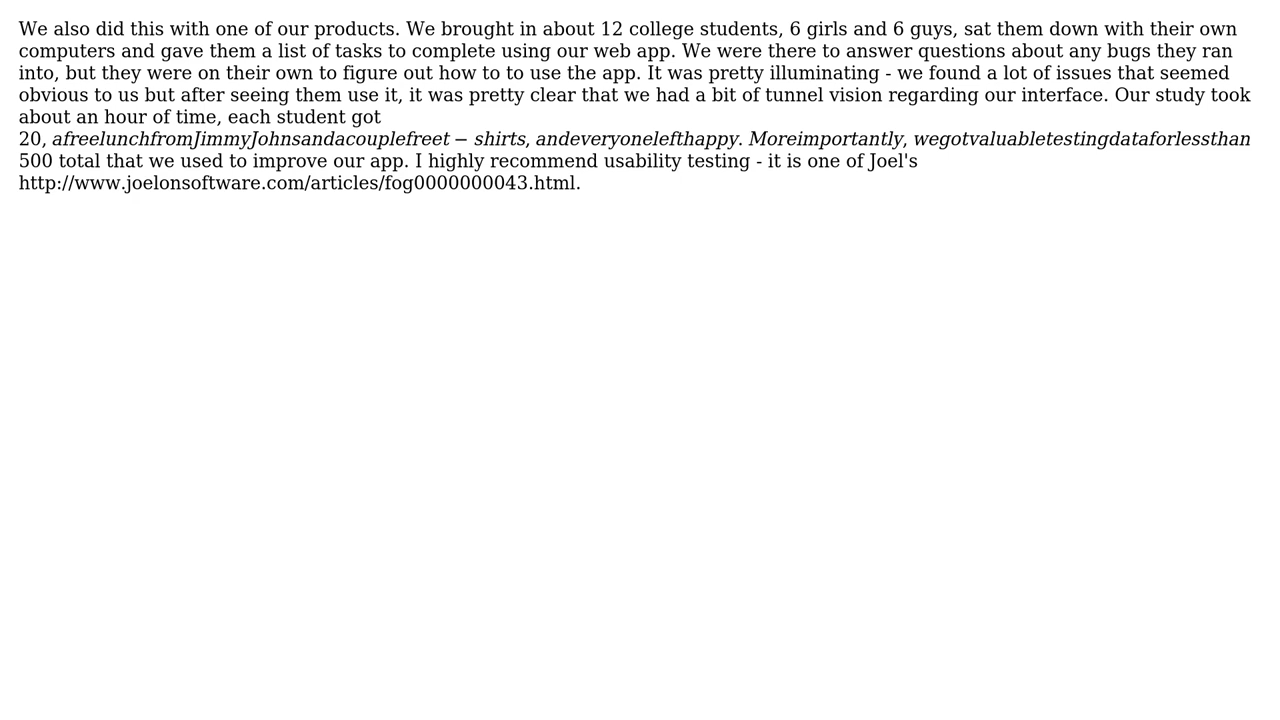 We also did this with one of our products. We brought in about 12 college students, 6 girls and 6 guys, sat them down with their own
computers and gave them a list of tasks to complete using our web app. We were there to answer questions about any bugs they ran
into, but they were on their own to figure out how to to use the app. It was pretty illuminating - we found a lot of issues that seemed
obvious to us but after seeing them use it, it was pretty clear that we had a bit of tunnel vision regarding our interface. Our study took
about an hour of time, each student got
20, afreelunchfromJimmyJohnsandacouplefreet − shirts, andeveryonelefthappy. Moreimportantly, wegotvaluabletestingdataforlessthan
500 total that we used to improve our app. I highly recommend usability testing - it is one of Joel's
http://www.joelonsoftware.com/articles/fog0000000043.html.